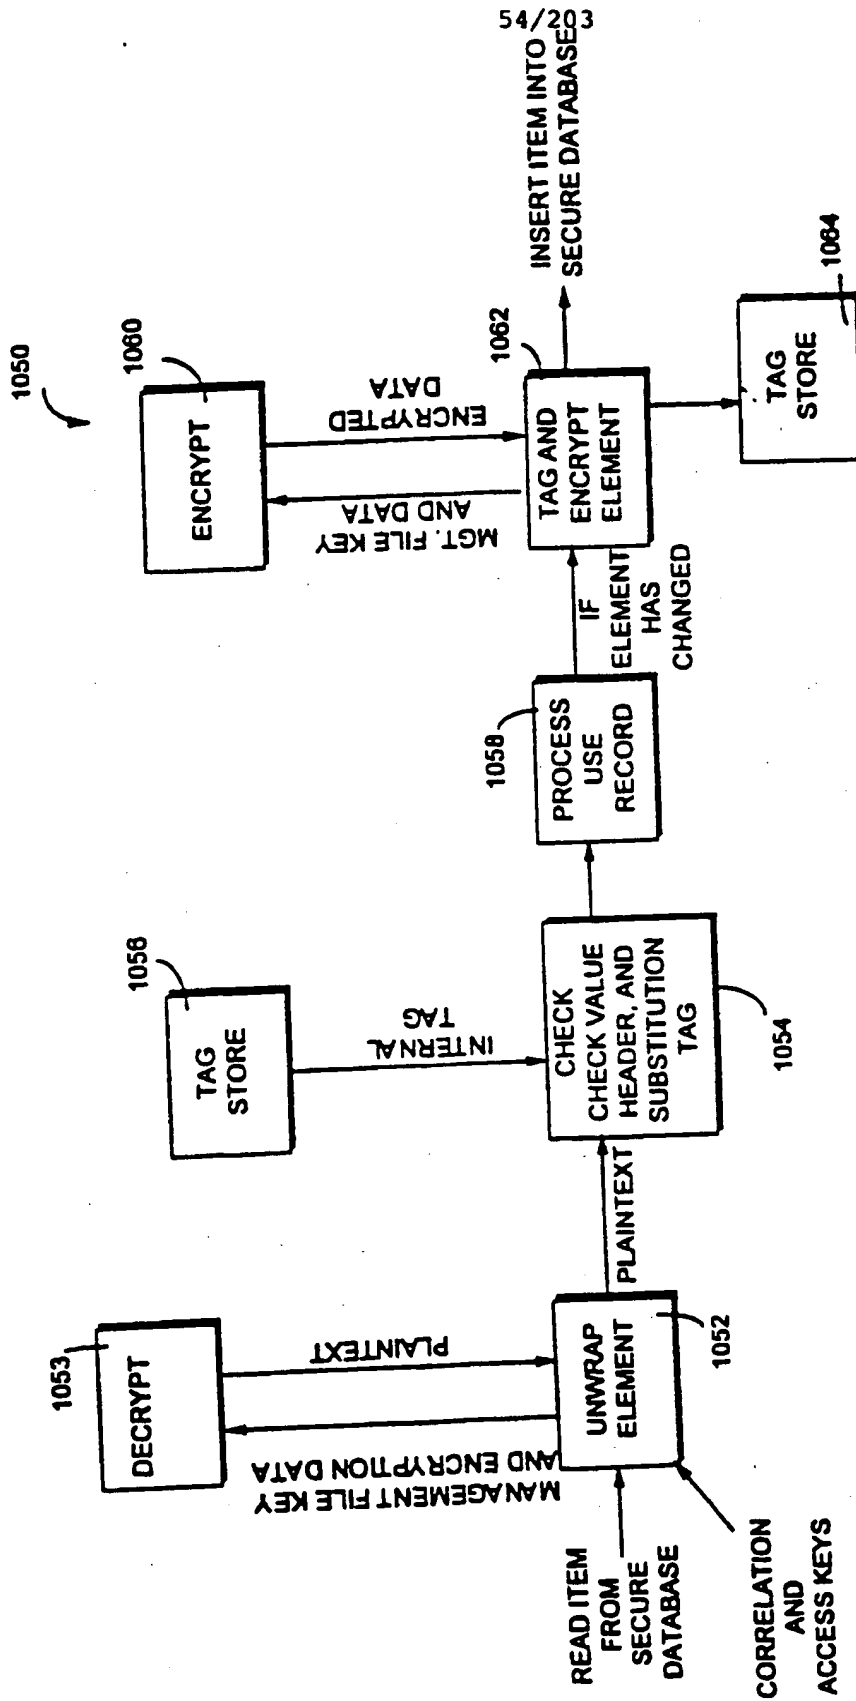 54/203
1050
DECRYPT
1053
MANAGEMENT FILE KEY
AND ENCRYPTION DATA
PLAINTEXT
READ ITEM
FROM
SECURE
DATABASE
CORRELATION
AND
ACCESS KEYS
UNWRAP
ELEMENT
1052
PLAINTEXT
TAG
STORE
1056
INTERNAL
TAG
CHECK
CHECK VALUE
HEADER, AND
SUBSTITUTION
TAG
1054
PROCESS
USE
RECORD
1058
IF
ELEMENT
HAS
CHANGED
ENCRYPT
1060
MGT. FILE KEY
AND DATA
ENCRYPTED
DATA
TAG AND
ENCRYPT
ELEMENT
1062
INSERT ITEM INTO
SECURE DATABASE
TAG
STORE
1064